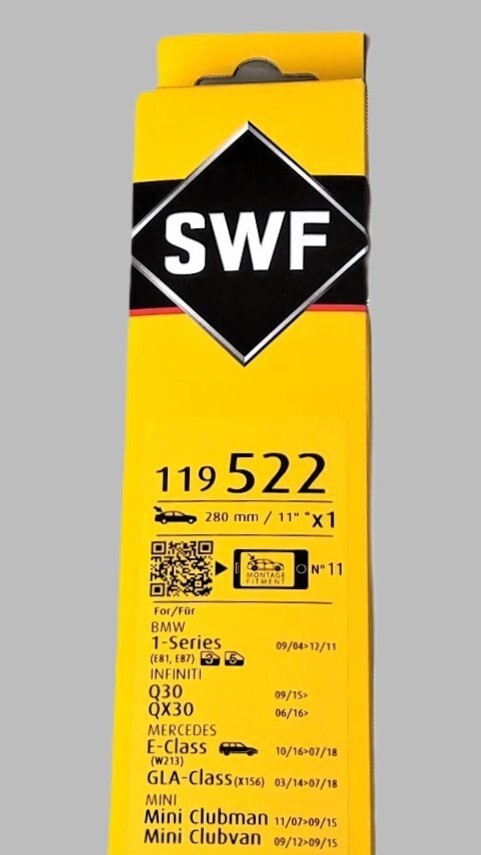 SWF
119 522
280 mm / 11" *x1
MONTAGE
FITMENT
N° 11
For/Für
BMW
1-Series 09/04>12/11
(E81, E87) 3 5
INFINITI
Q30 09/15>
QX30 06/16>
MERCEDES
E-Class 10/16>07/18
(W213)
GLA-Class (X156) 03/14>07/18
MINI
Mini Clubman 11/07>09/15
Mini Clubvan 09/12>09/15